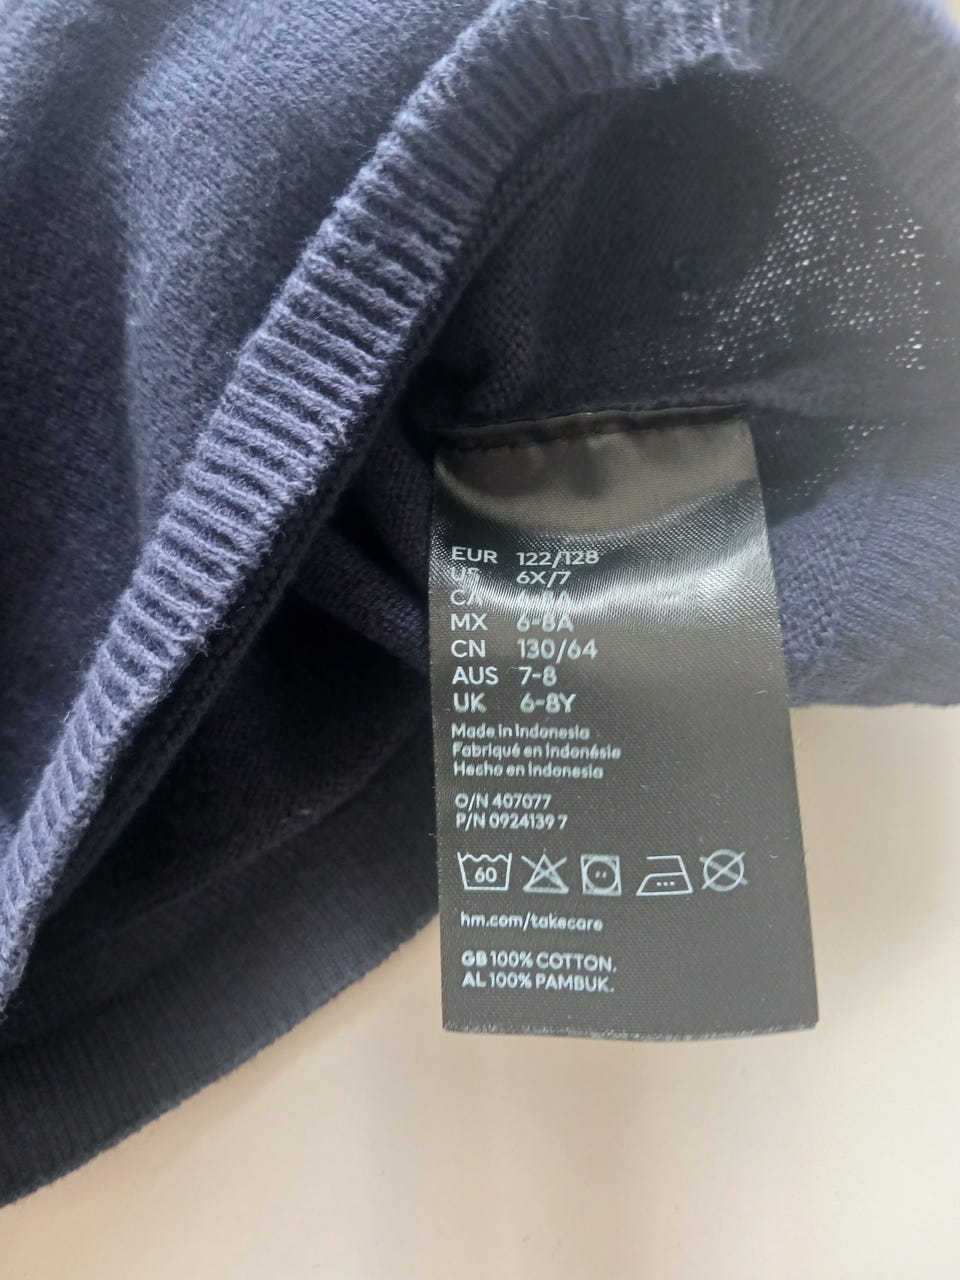 EUR 122/128
US 6X/7
CA
MX 6-8A
CN 130/64
AUS 7-8
UK 6-8Y
Made in Indonesia
Fabriqué en Indonésie
Hecho en Indonesia
O/N 407077
P/N 09241397
60
hm.com/takecare
GB 100% COTTON.
AL 100% PAMBUK.